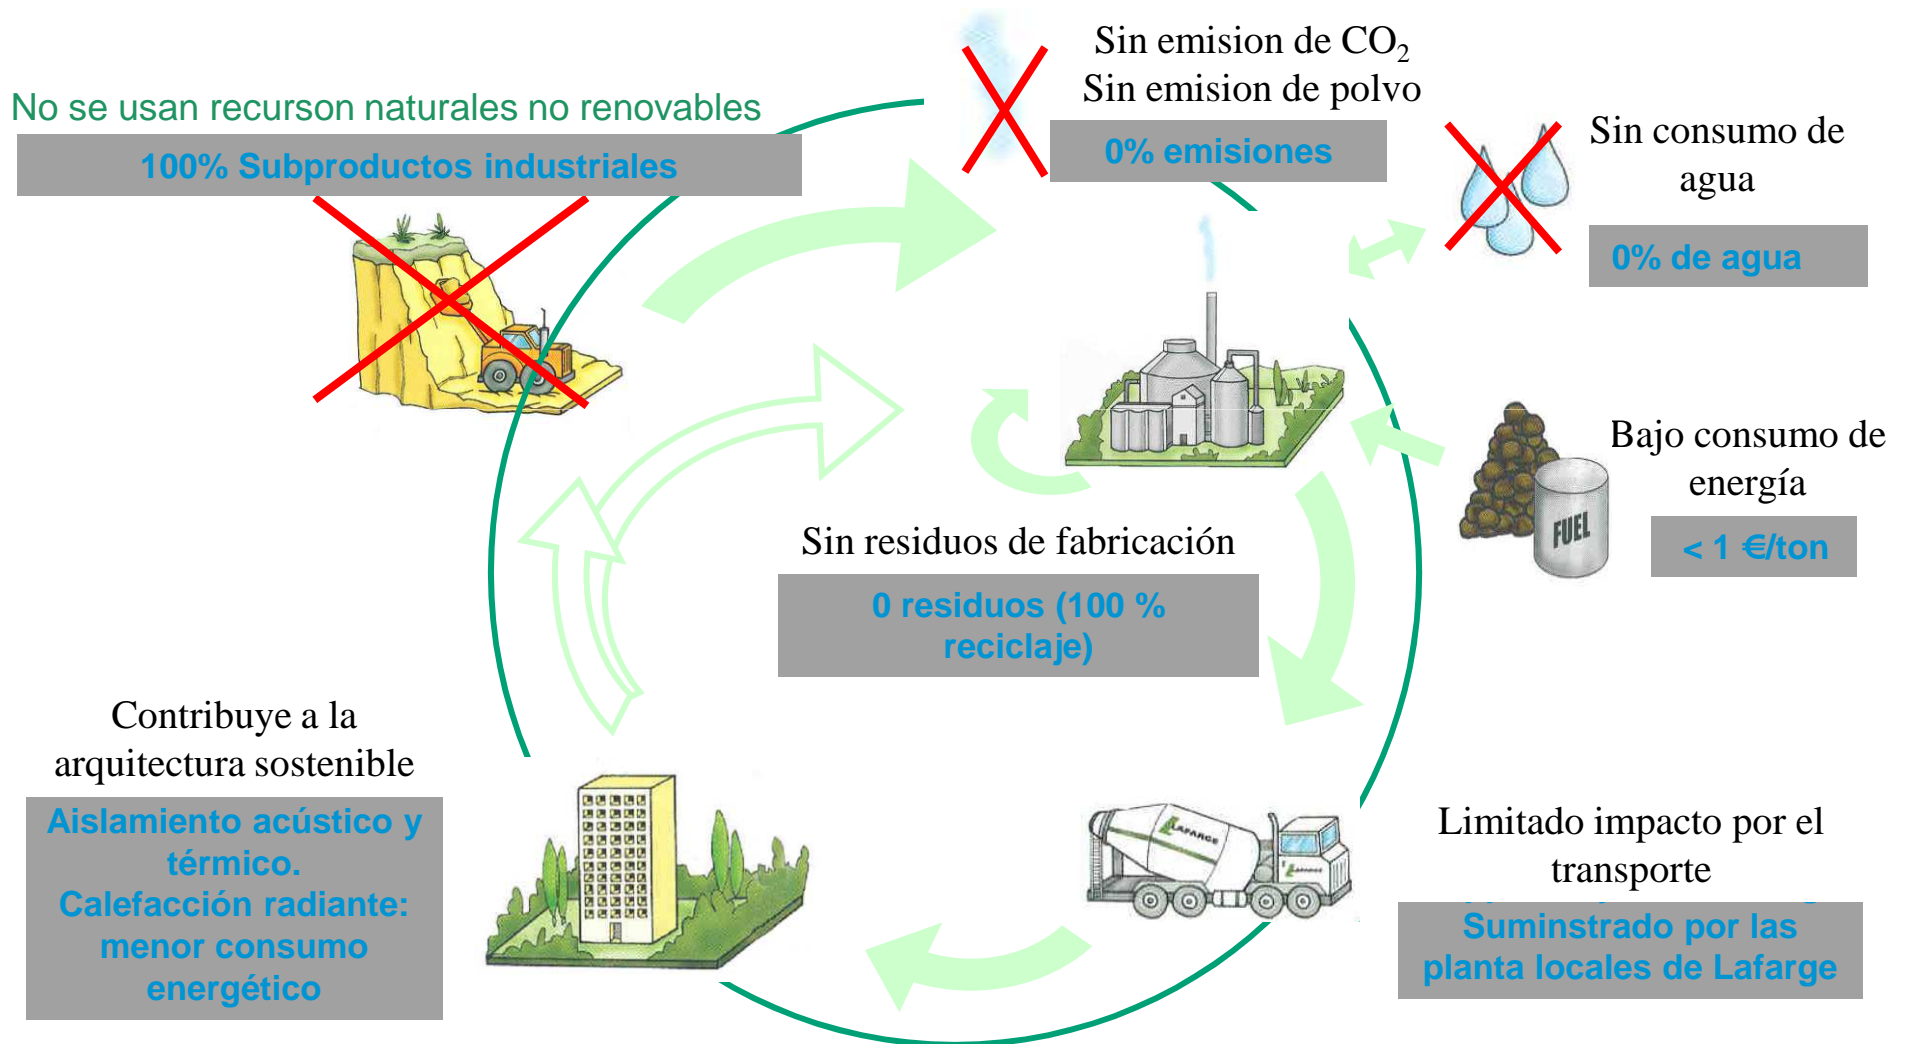 Sin emision de CO₂
Sin emision de polvo
0% emisiones
No se usan recurson naturales no renovables
100% Subproductos industriales
Sin consumo de
agua
0% de agua
Bajo consumo de
energía
< 1 €/ton
FUEL
Sin residuos de fabricación
0 residuos (100 %
reciclaje)
Contribuye a la
arquitectura sostenible
Aislamiento acústico y
térmico.
Calefacción radiante:
menor consumo
energético
LAFARGE
LAFARGE
Limitado impacto por el
transporte
Suminstrado por las
planta locales de Lafarge